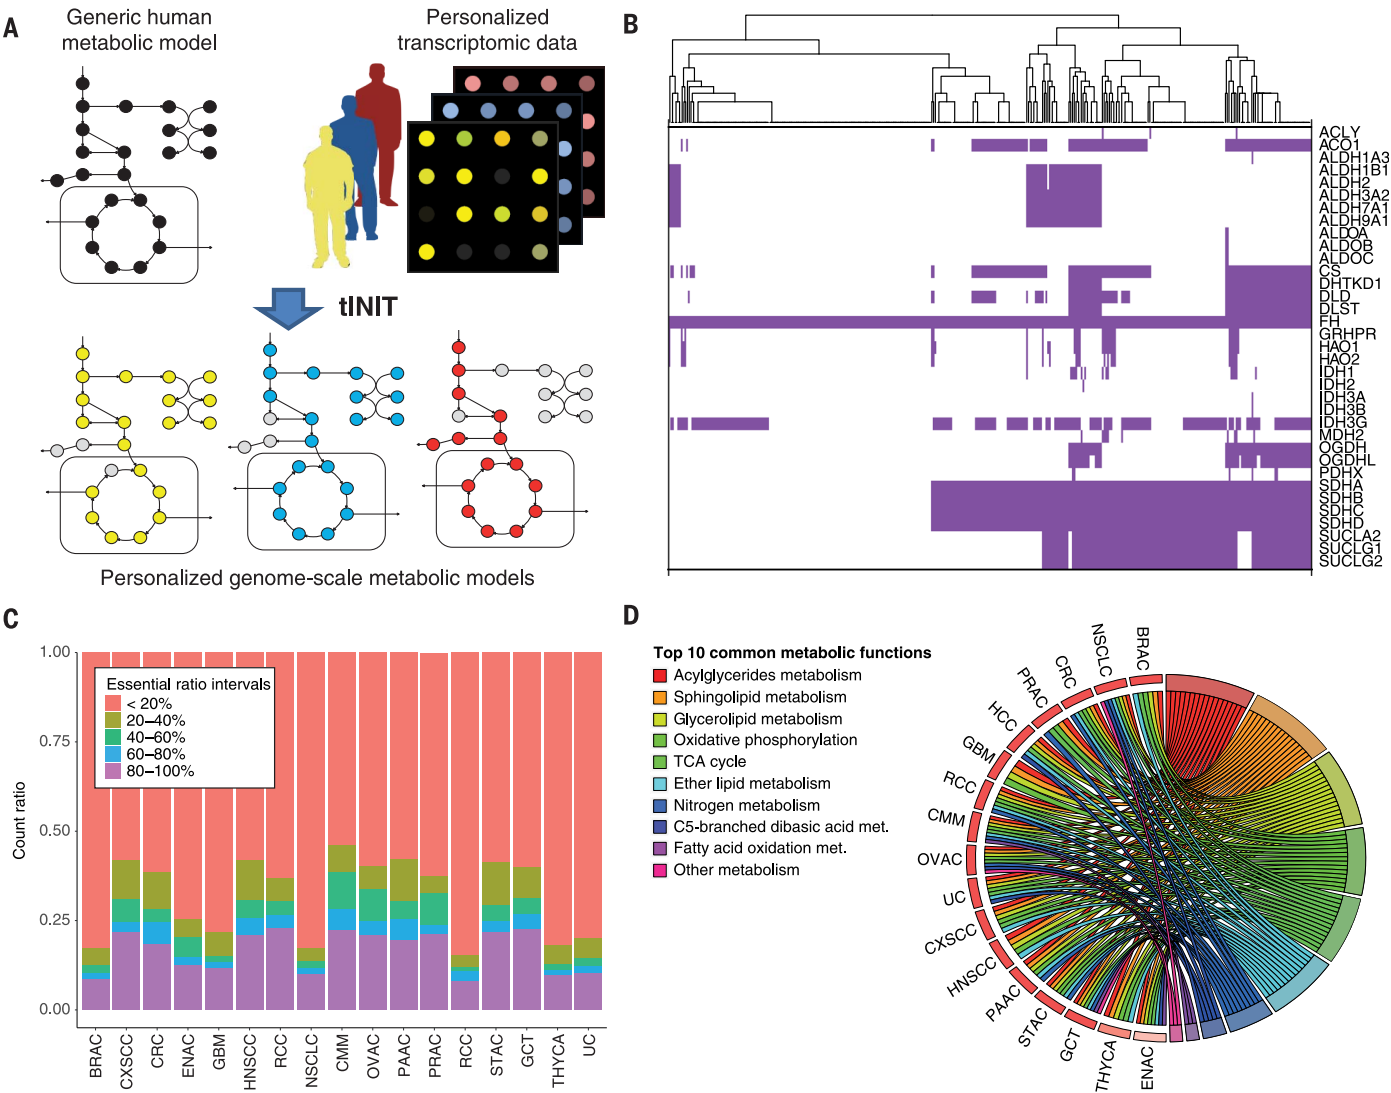 A
Generic human
metabolic model
Personalized
transcriptomic data
tINIT
Personalized genome-scale metabolic models
B
ACLY
ACO1
ALDH1A3
ALDH1B1
ALDH2
ALDH3A2
ALDH7A1
ALDH9A1
ALDOA
ALDOB
ALDOC
CS
DHTKD1
DLD
DLST
FH
GRHPR
HAO1
HAO2
IDH1
IDH2
IDH3A
IDH3B
IDH3G
MDH2
OGDH
OGDHL
PDHX
SDHA
SDHB
SDHC
SDHD
SUCLA2
SUCLG1
SUCLG2
C
Count ratio
1.00
0.75
0.50
0.25
0.00
Essential ratio intervals
< 20%
20–40%
40–60%
60–80%
80–100%
BRAC
CXSCC
CRC
ENAC
GBM
HNSCC
RCC
NSCLC
CMM
OVAC
PAAC
PRAC
RCC
STAC
GCT
THYCA
UC
D
Top 10 common metabolic functions
Acylglycerides metabolism
Sphingolipid metabolism
Glycerolipid metabolism
Oxidative phosphorylation
TCA cycle
Ether lipid metabolism
Nitrogen metabolism
C5-branched dibasic acid met.
Fatty acid oxidation met.
Other metabolism
BRAC
NSCLC
CRC
PRAC
HCC
GBM
RCC
CMM
OVAC
UC
CXSCC
HNSCC
PAAC
STAC
GCT
THYCA
ENAC